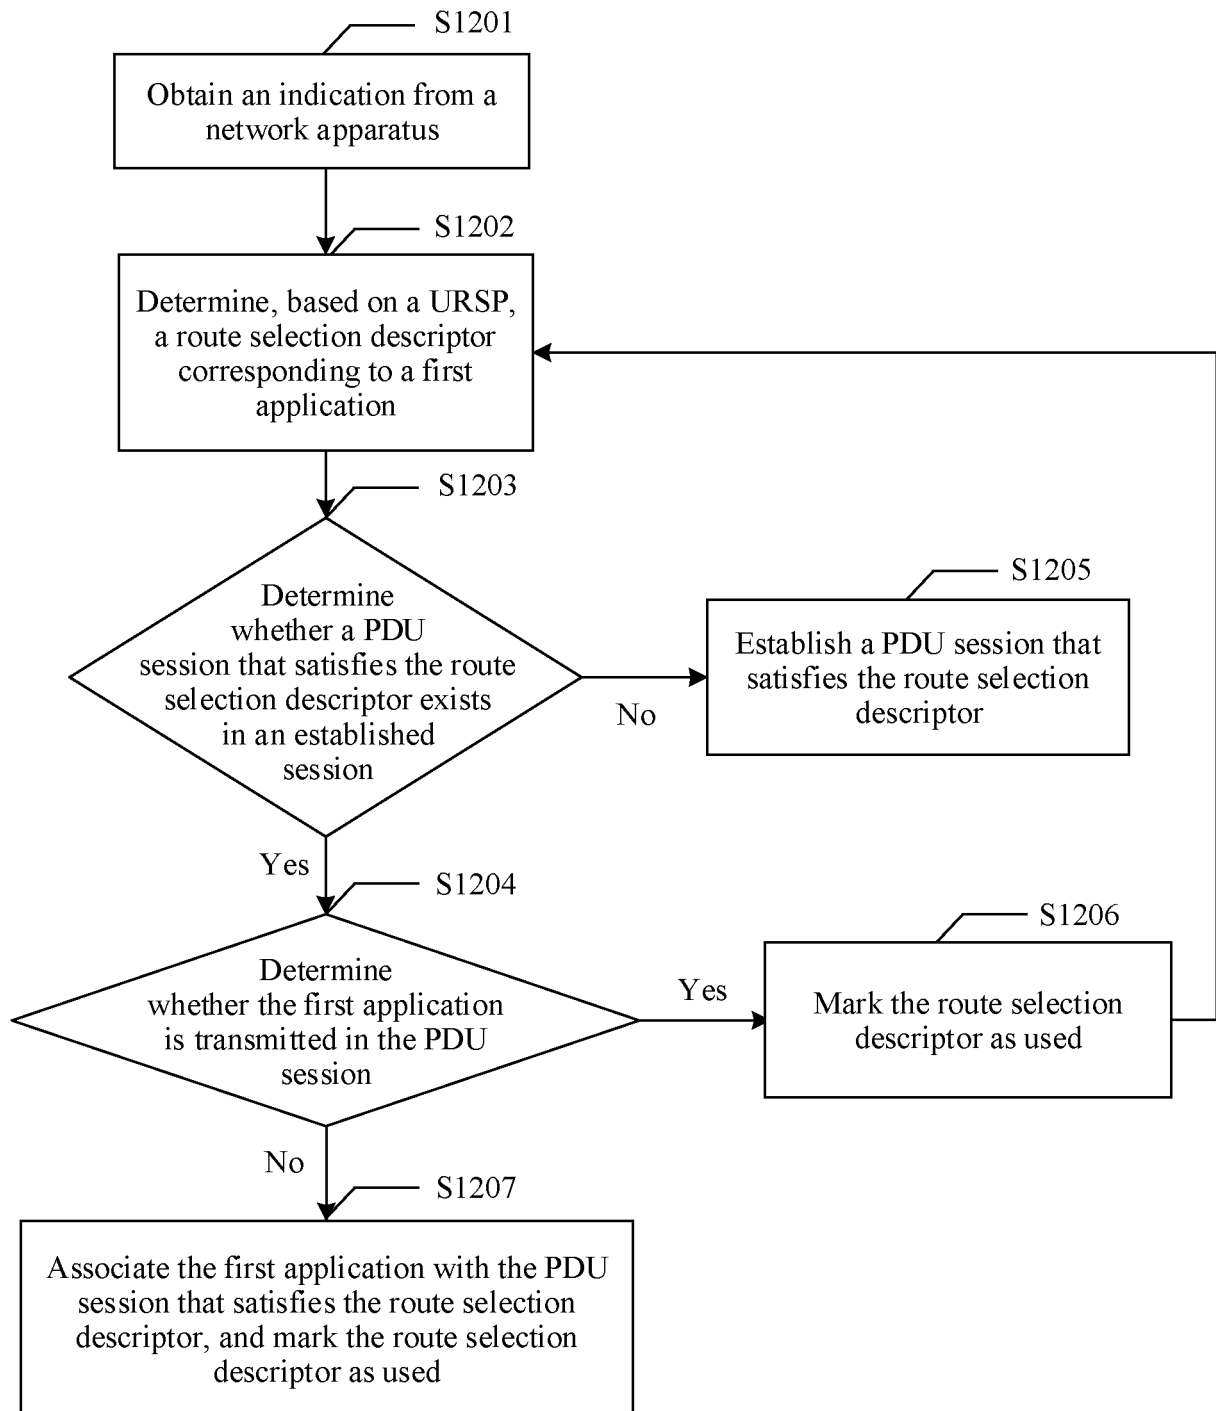 S1201
Obtain an indication from a
network apparatus
S1202
Determine, based on a URSP,
a route selection descriptor
corresponding to a first
application
S1203
Determine
whether a PDU
session that satisfies the route
selection descriptor exists
in an established
session
No
S1205
Establish a PDU session that
satisfies the route selection
descriptor
Yes
S1204
Determine
whether the first application
is transmitted in the PDU
session
Yes
S1206
Mark the route selection
descriptor as used
No
S1207
Associate the first application with the PDU
session that satisfies the route selection
descriptor, and mark the route selection
descriptor as used